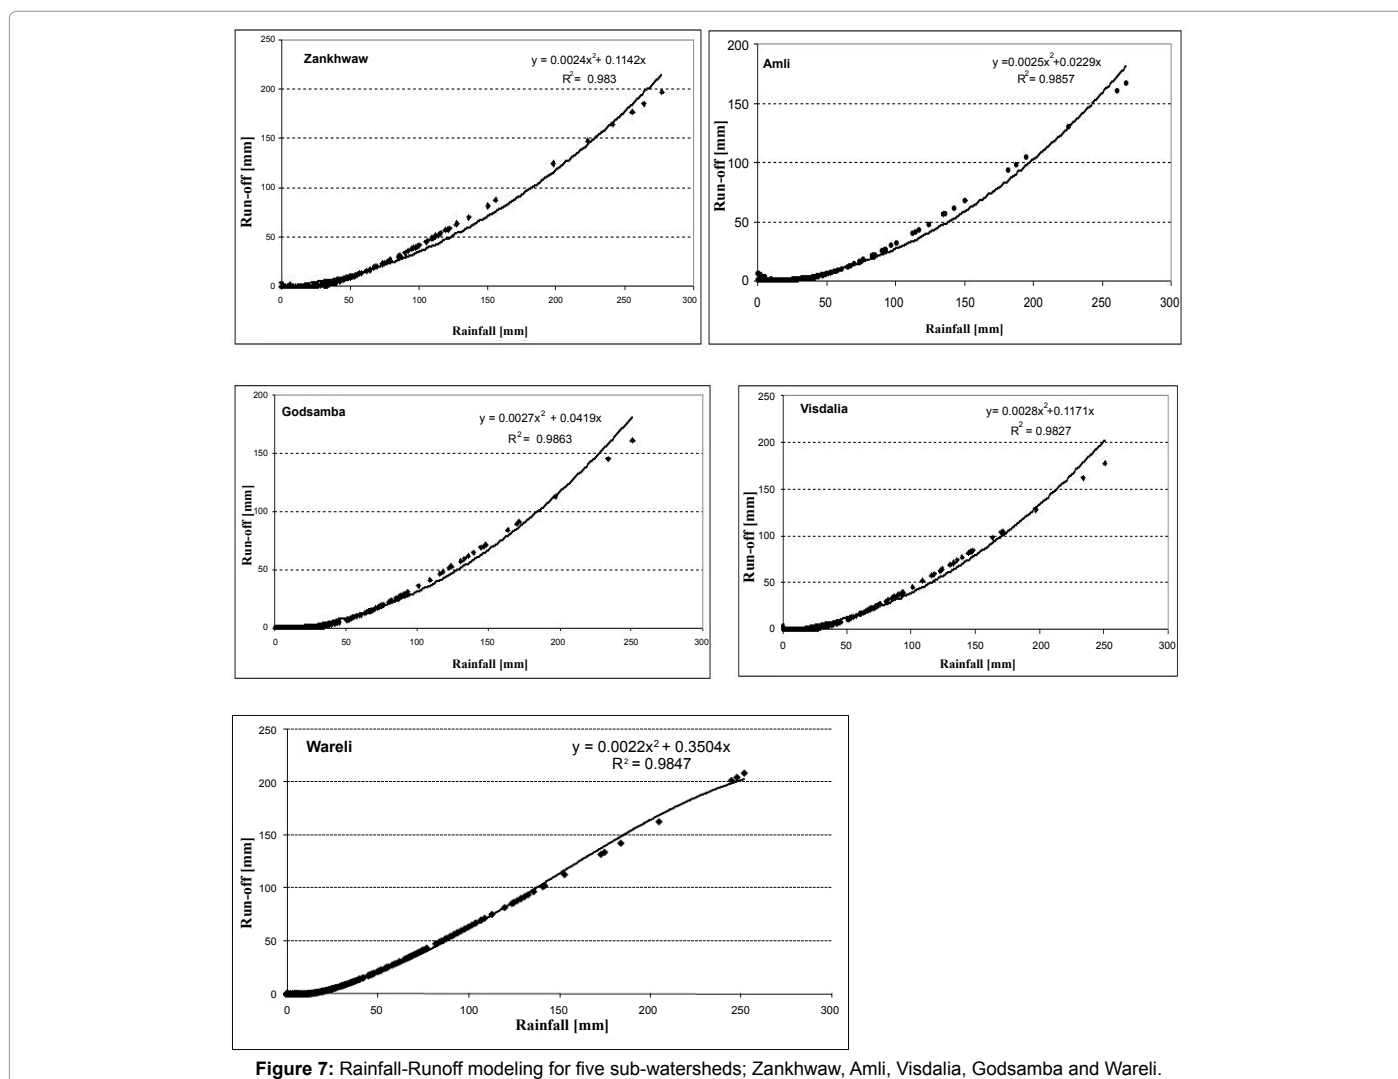 Zankhwaw
y = 0.0024x²+ 0.1142x
R²= 0.983
250
200
150
100
50
0
0 50 100 150 200 250 300
Run-off [mm]
Rainfall [mm]
Amli
y =0.0025x²+0.0229x
R²= 0.9857
200
150
100
50
0
0 50 100 150 200 250 300
Run-off [mm]
Rainfall [mm]
Godsamba
y = 0.0027x² + 0.0419x
R²= 0.9863
200
150
100
50
0
0 50 100 150 200 250 300
Run-off [mm]
Rainfall [mm]
Visdalia
y= 0.0028x²+0.1171x
R² = 0.9827
250
200
150
100
50
0
0 50 100 150 200 250 300
Run-off [mm]
Rainfall [mm]
Wareli
y = 0.0022x² + 0.3504x
R² = 0.9847
250
200
150
100
50
0
0 50 100 150 200 250 300
Run-off [mm]
Rainfall [mm]
Figure 7: Rainfall-Runoff modeling for five sub-watersheds; Zankhwaw, Amli, Visdalia, Godsamba and Wareli.